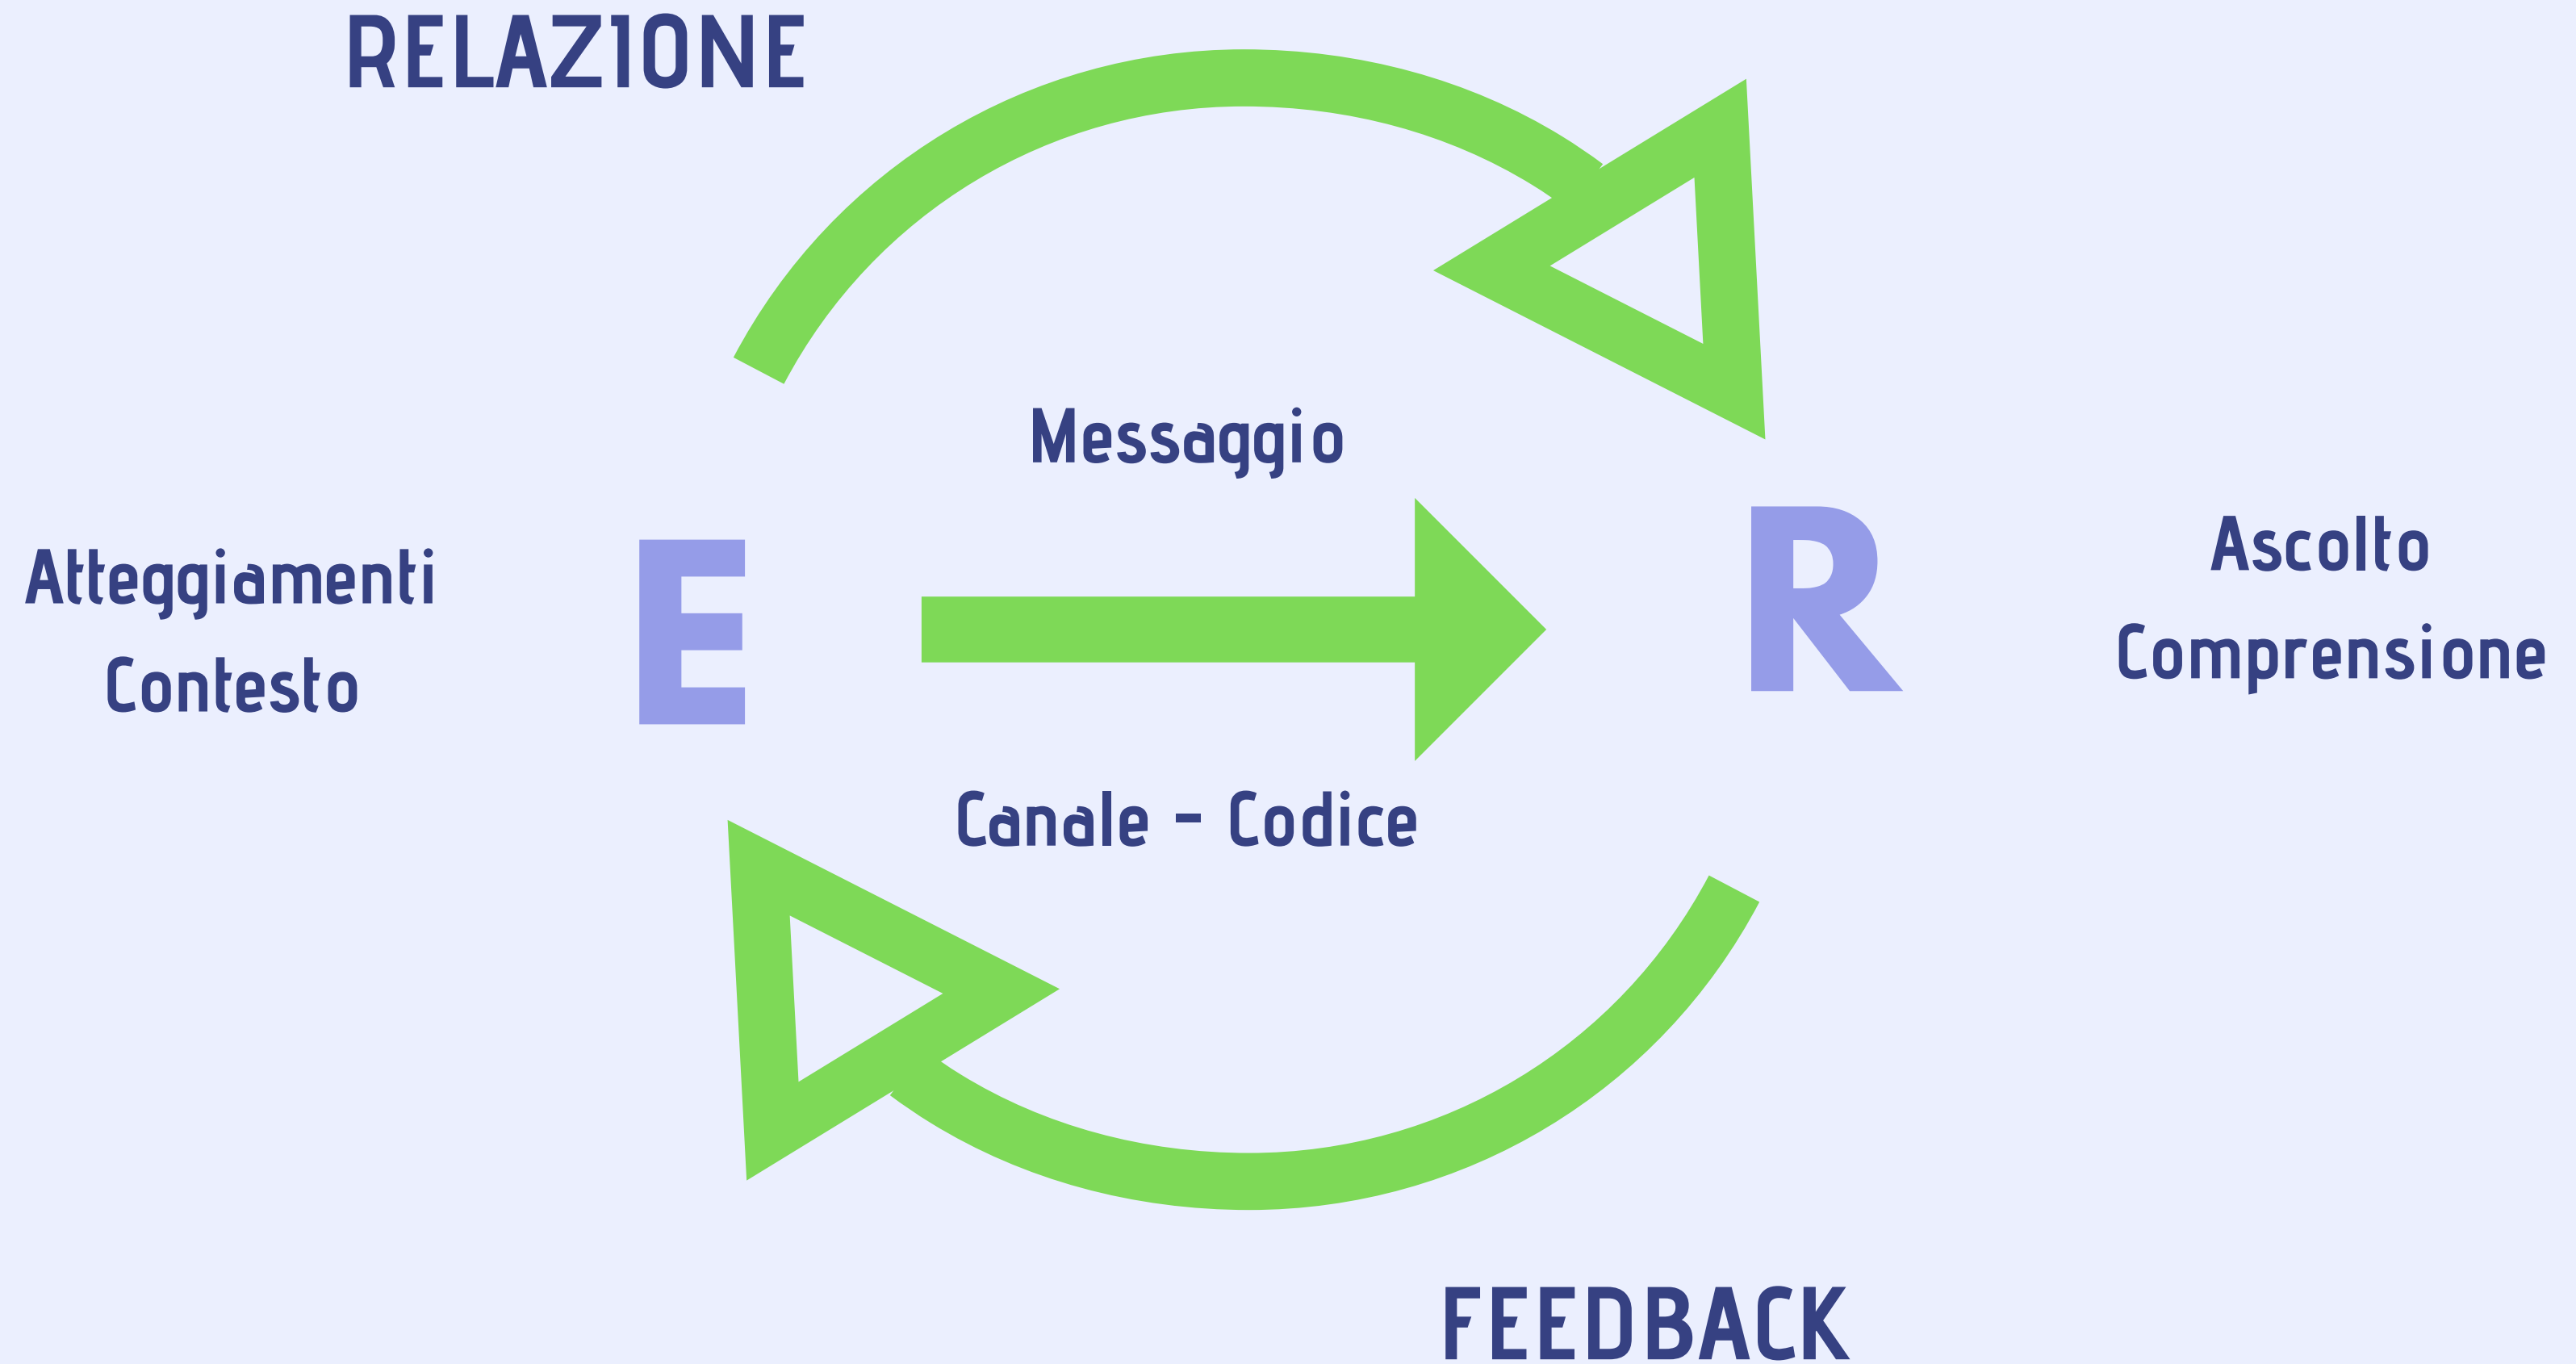 RELAZIONE
Messaggio
Atteggiamenti
Contesto
E
R
Ascolto
Comprensione
Canale - Codice
FEEDBACK